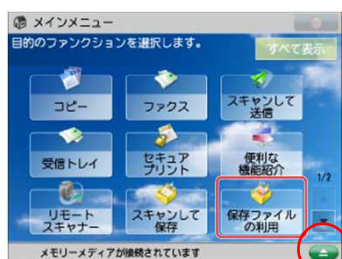 メインメニュー
目的のファンクションを選択します。
すべて表示
コピー
ファクス
スキャンして
送信
受信トレイ
セキュア
プリント
便利な
機能紹介
1/2
リモート
スキャナー
スキャンして
保存
保存ファイル
の利用
メモリーメディアが接続されています